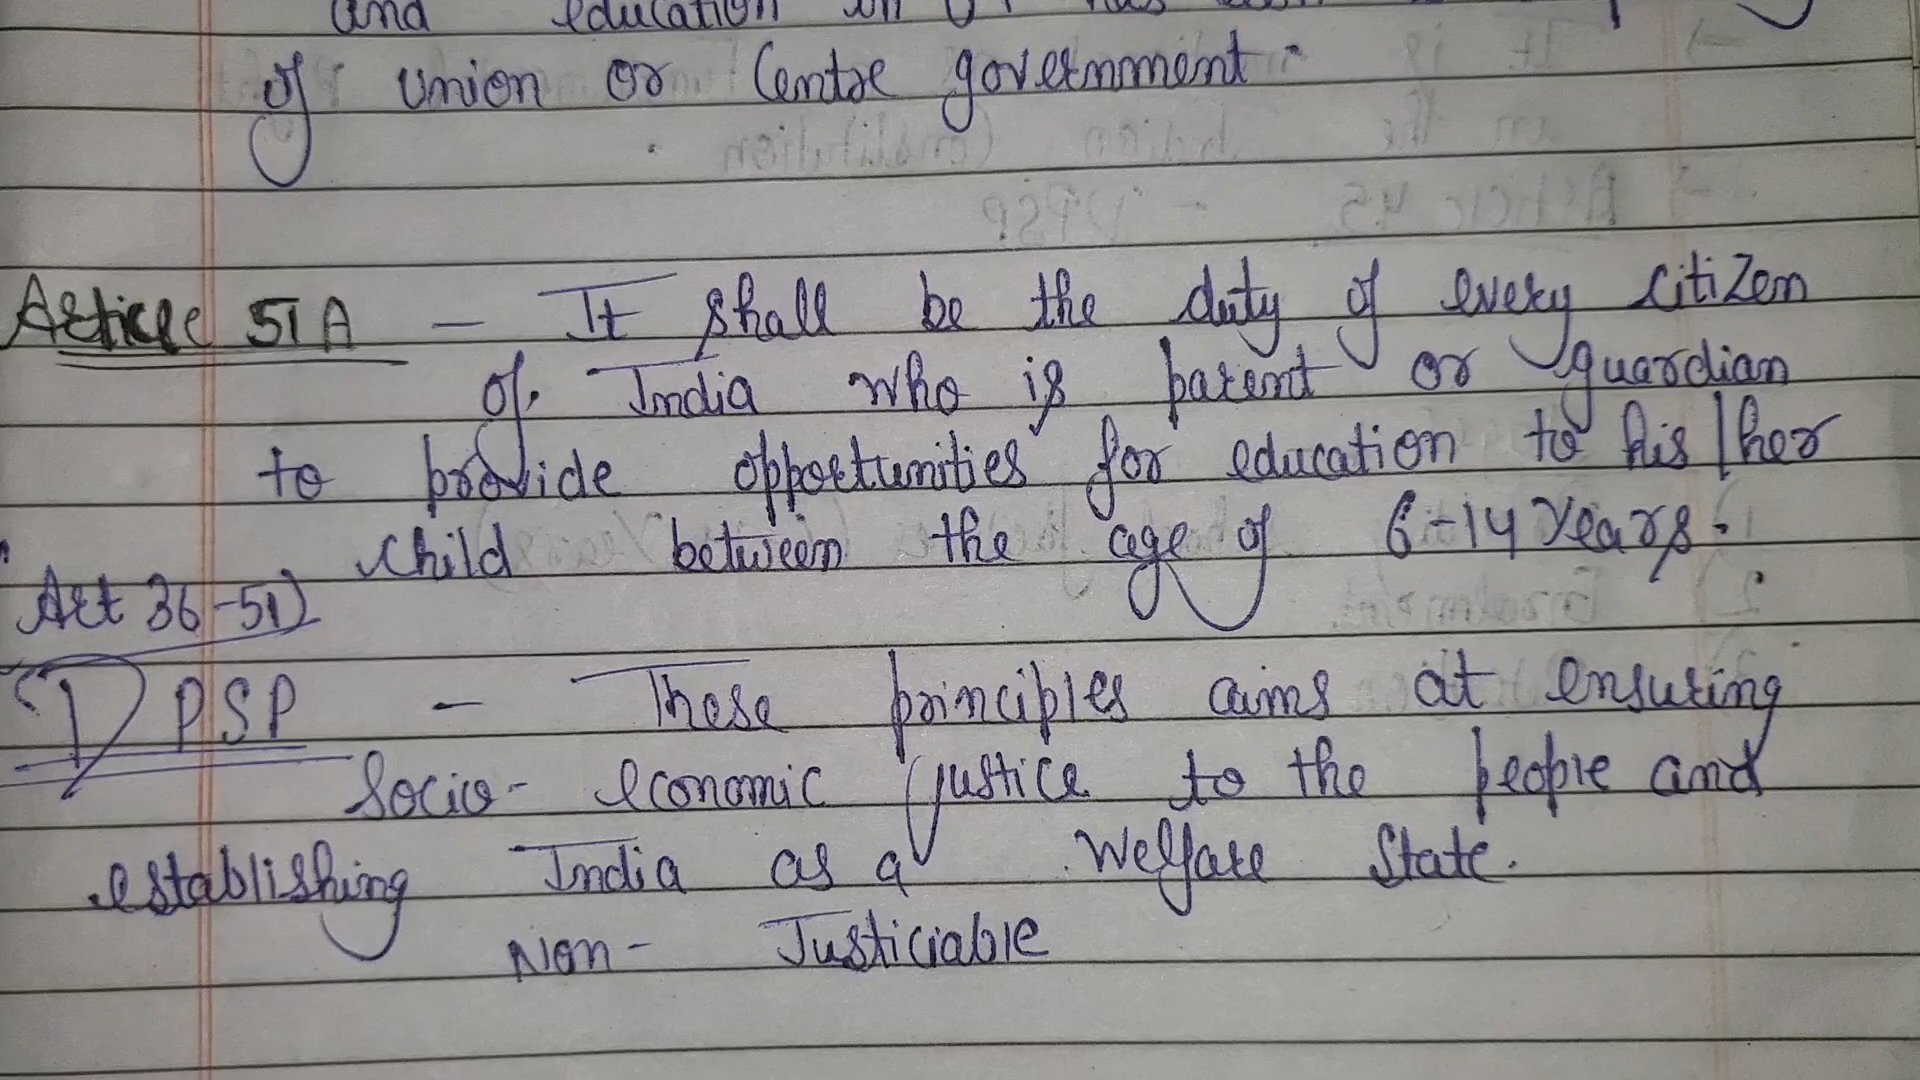 and education in
of union or Centre government.
Article 51A - It shall be the duty of every citizen
of India who is parent or guardian
to provide opportunities for education to his/her
child between the age of 6-14 years.
Art 36-51)
DPSP - These principles aims at ensuring
Socio-economic justice to the people and
establishing India as a welfare state.
Non-Justiciable